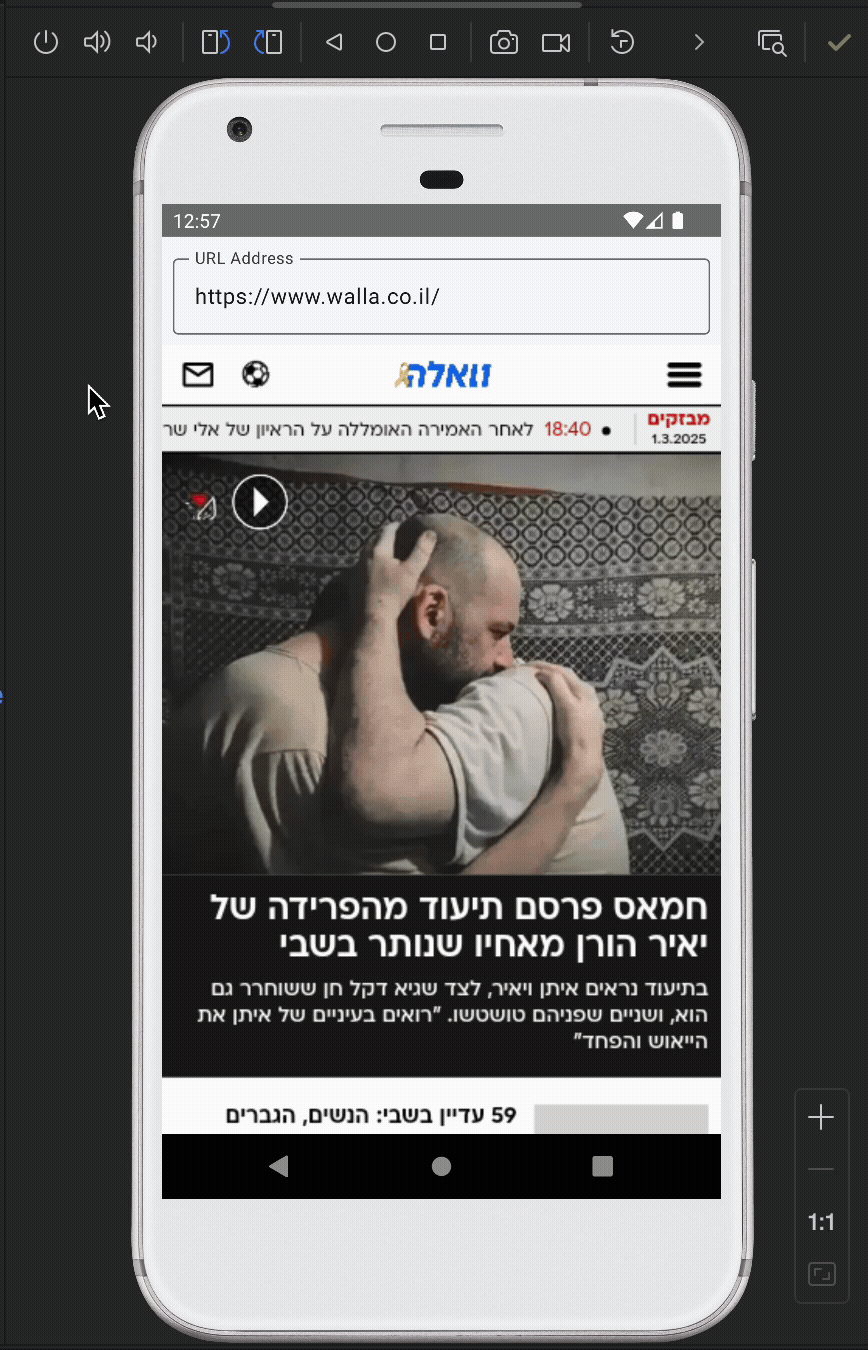 12:57
URL Address
https://www.walla.co.il/
וואלה
מבזקים
1.3.2025
18:40 לאחר האמירה האומללה על הראיון של אלי שר
חמאס פרסם תיעוד מהפרידה של
יאיר הורן מאחיו שנותר בשבי
בתיעוד נראים איתן ויאיר, לצד שגיא דקל חן ששוחרר גם
הוא, ושניים שפניהם טושטשו. "רואים בעיניים של איתן את
הייאוש והפחד"
59 עדיין בשבי: הנשים, הגברים
1:1